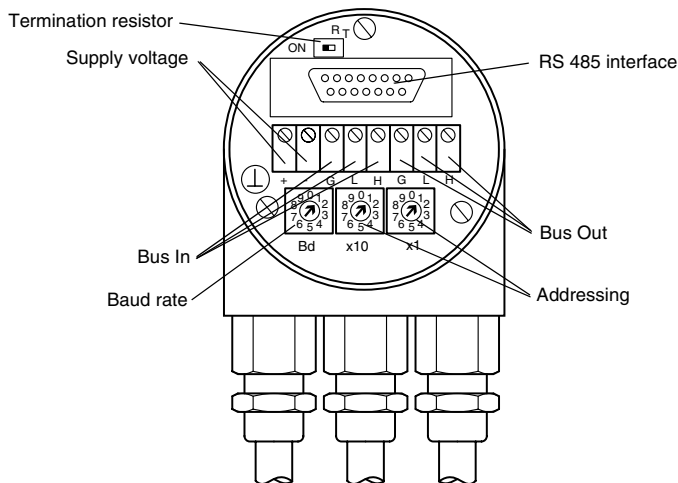 Termination resistor
R T
ON
Supply voltage
RS 485 interface
+ G L H G L H
9 0 1 2 3 4 5 6 7 8
9 0 1 2 3 4 5 6 7 8
9 0 1 2 3 4 5 6 7 8
Bd x10 x1
Bus In
Bus Out
Baud rate
Addressing